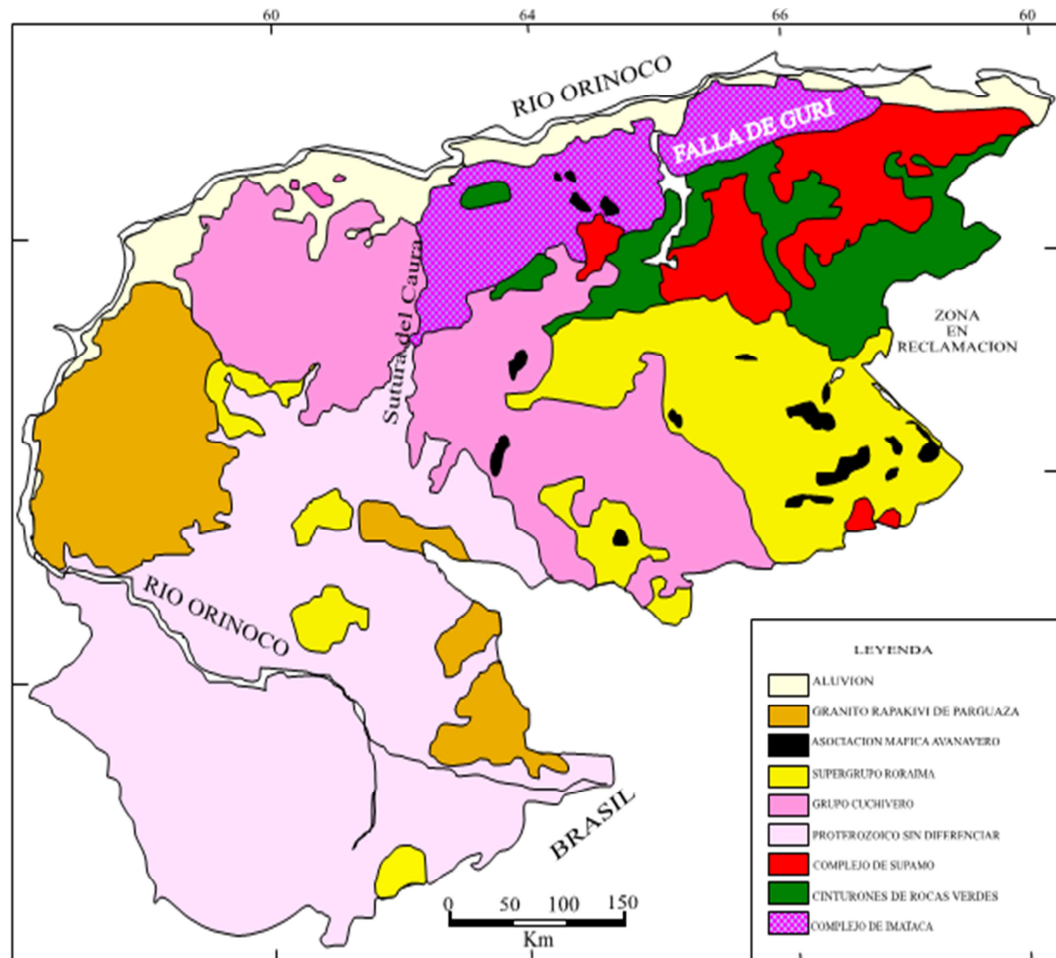 60 64 66 60
RIO ORINOCO
FALLA DE GURI
Sutura del Caura
ZONA
EN
RECLAMACION
RIO ORINOCO
BRASIL
0 50 100 150
Km
LEYENDA
ALUVION
GRANITO RAPAKIVI DE PARGUAZA
ASOCIACION MAFICA AVANAVERO
SUPERGRUPO RORAIMA
GRUPO CUCHIVERO
PROTEROZOICO SIN DIFERENCIAR
COMPLEJO DE SUPAMO
CINTURONES DE ROCAS VERDES
COMPLEJO DE IMATACA